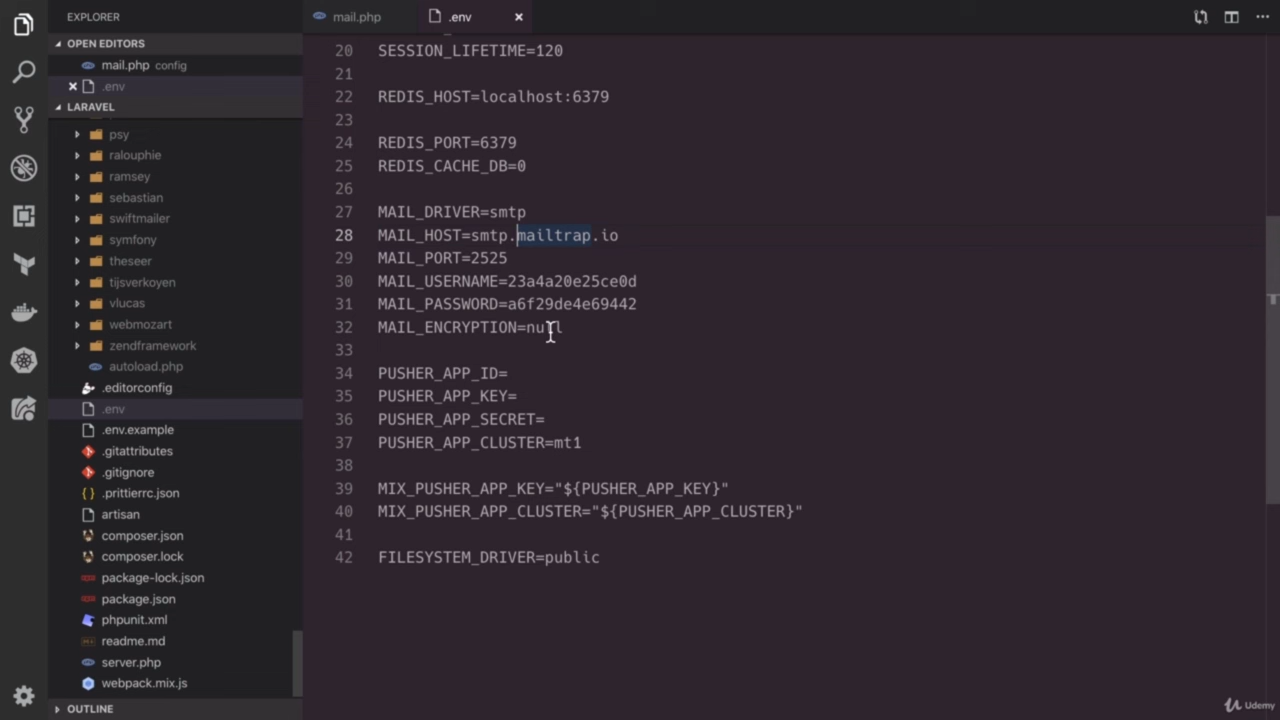 EXPLORER
OPEN EDITORS
mail.php config
.env
LARAVEL
psy
ralouphie
ramsey
sebastian
swiftmailer
symfony
theseer
tijsverkoyen
vlucas
webmozart
zendframework
autoload.php
.editorconfig
.env
.env.example
.gitattributes
.gitignore
.prettierrc.json
artisan
composer.json
composer.lock
package-lock.json
package.json
phpunit.xml
readme.md
server.php
webpack.mix.js
OUTLINE
mail.php .env
20 SESSION_LIFETIME=120
21
22 REDIS_HOST=localhost:6379
23
24 REDIS_PORT=6379
25 REDIS_CACHE_DB=0
26
27 MAIL_DRIVER=smtp
28 MAIL_HOST=smtp.mailtrap.io
29 MAIL_PORT=2525
30 MAIL_USERNAME=23a4a20e25ce0d
31 MAIL_PASSWORD=a6f29de4e69442
32 MAIL_ENCRYPTION=null
33
34 PUSHER_APP_ID=
35 PUSHER_APP_KEY=
36 PUSHER_APP_SECRET=
37 PUSHER_APP_CLUSTER=mt1
38
39 MIX_PUSHER_APP_KEY="${PUSHER_APP_KEY}"
40 MIX_PUSHER_APP_CLUSTER="${PUSHER_APP_CLUSTER}"
41
42 FILESYSTEM_DRIVER=public
Udemy